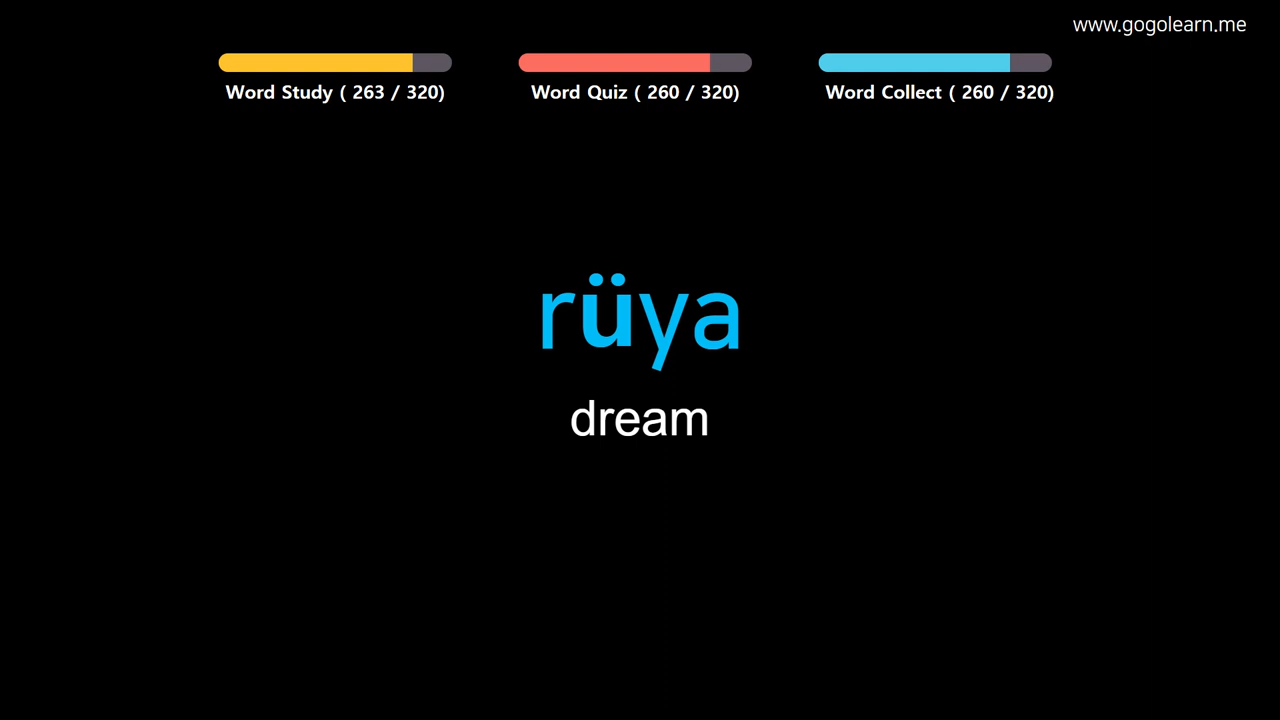 www.gogolearn.me
Word Study ( 263 / 320)
Word Quiz ( 260 / 320)
Word Collect ( 260 / 320)
rüya
dream